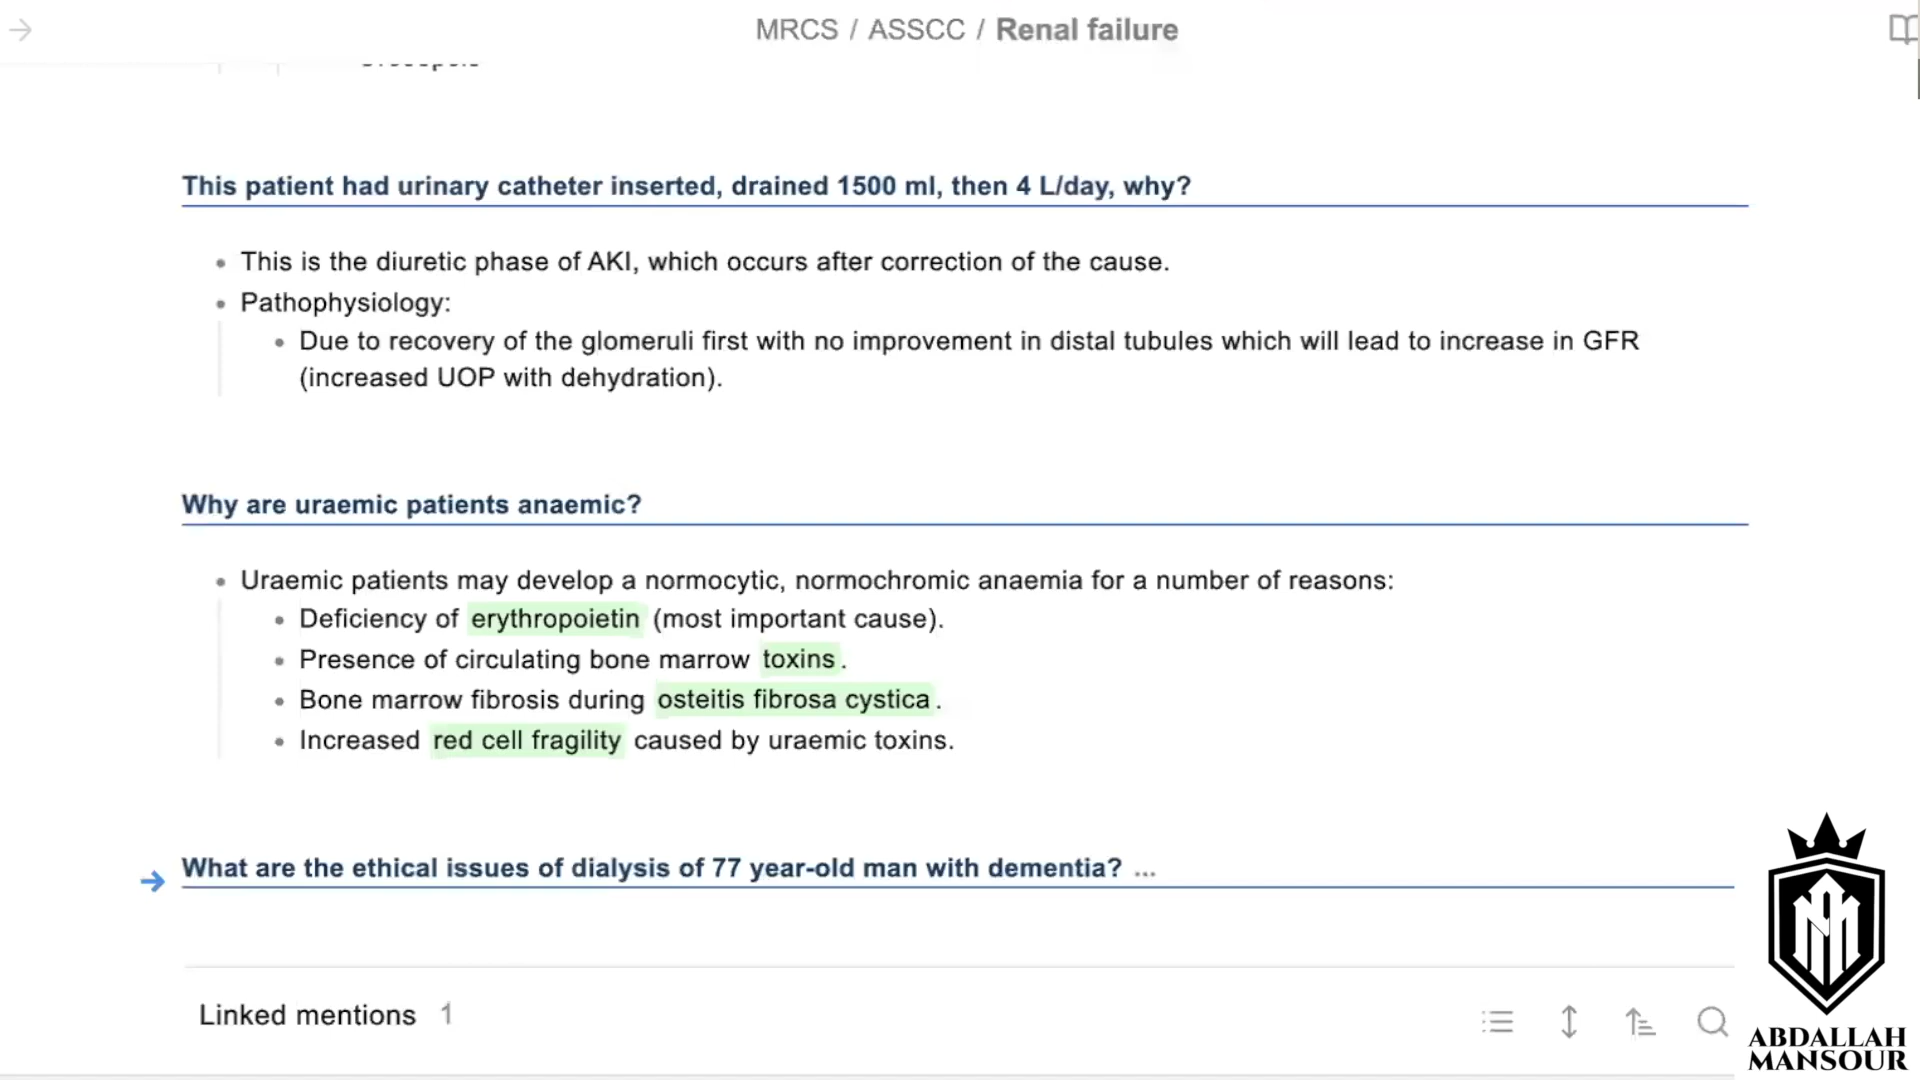 MRCS / ASSCC / Renal failure
This patient had urinary catheter inserted, drained 1500 ml, then 4 L/day, why?
This is the diuretic phase of AKI, which occurs after correction of the cause.
Pathophysiology:
Due to recovery of the glomeruli first with no improvement in distal tubules which will lead to increase in GFR
(increased UOP with dehydration).
Why are uraemic patients anaemic?
Uraemic patients may develop a normocytic, normochromic anaemia for a number of reasons:
Deficiency of erythropoietin (most important cause).
Presence of circulating bone marrow toxins.
Bone marrow fibrosis during osteitis fibrosa cystica.
Increased red cell fragility caused by uraemic toxins.
What are the ethical issues of dialysis of 77 year-old man with dementia? ...
Linked mentions 1
ABDALLAH
MANSOUR